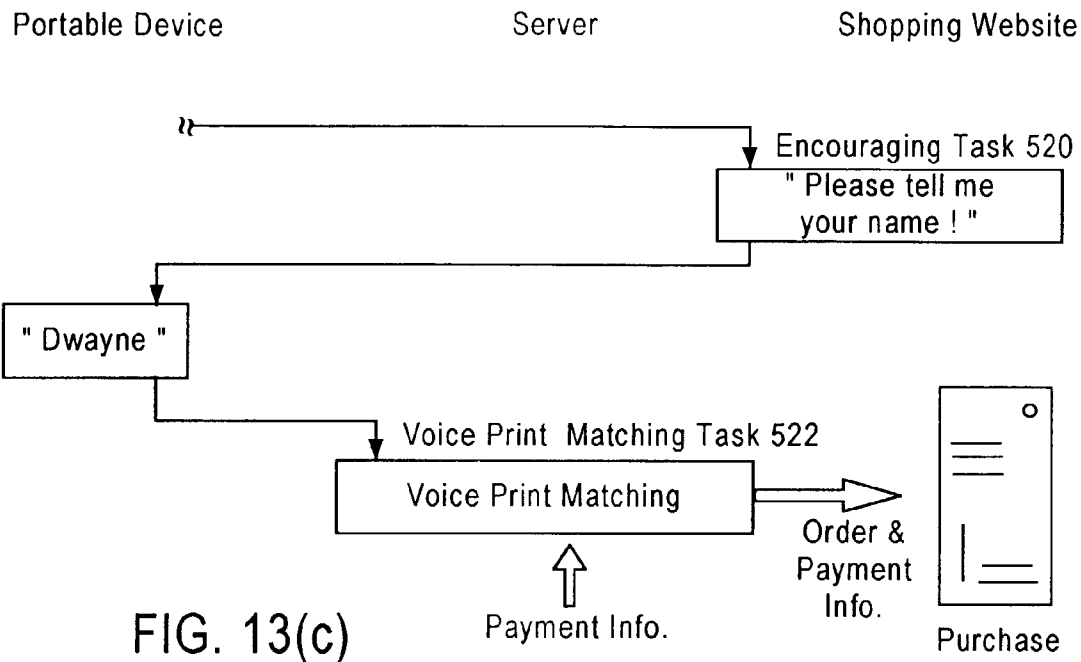 Portable Device Server Shopping Website
Encouraging Task 520
" Please tell me
your name ! "
" Dwayne "
Voice Print Matching Task 522
Voice Print Matching
Order &
Payment
Info.
Payment Info.
Purchase
FIG. 13(c)